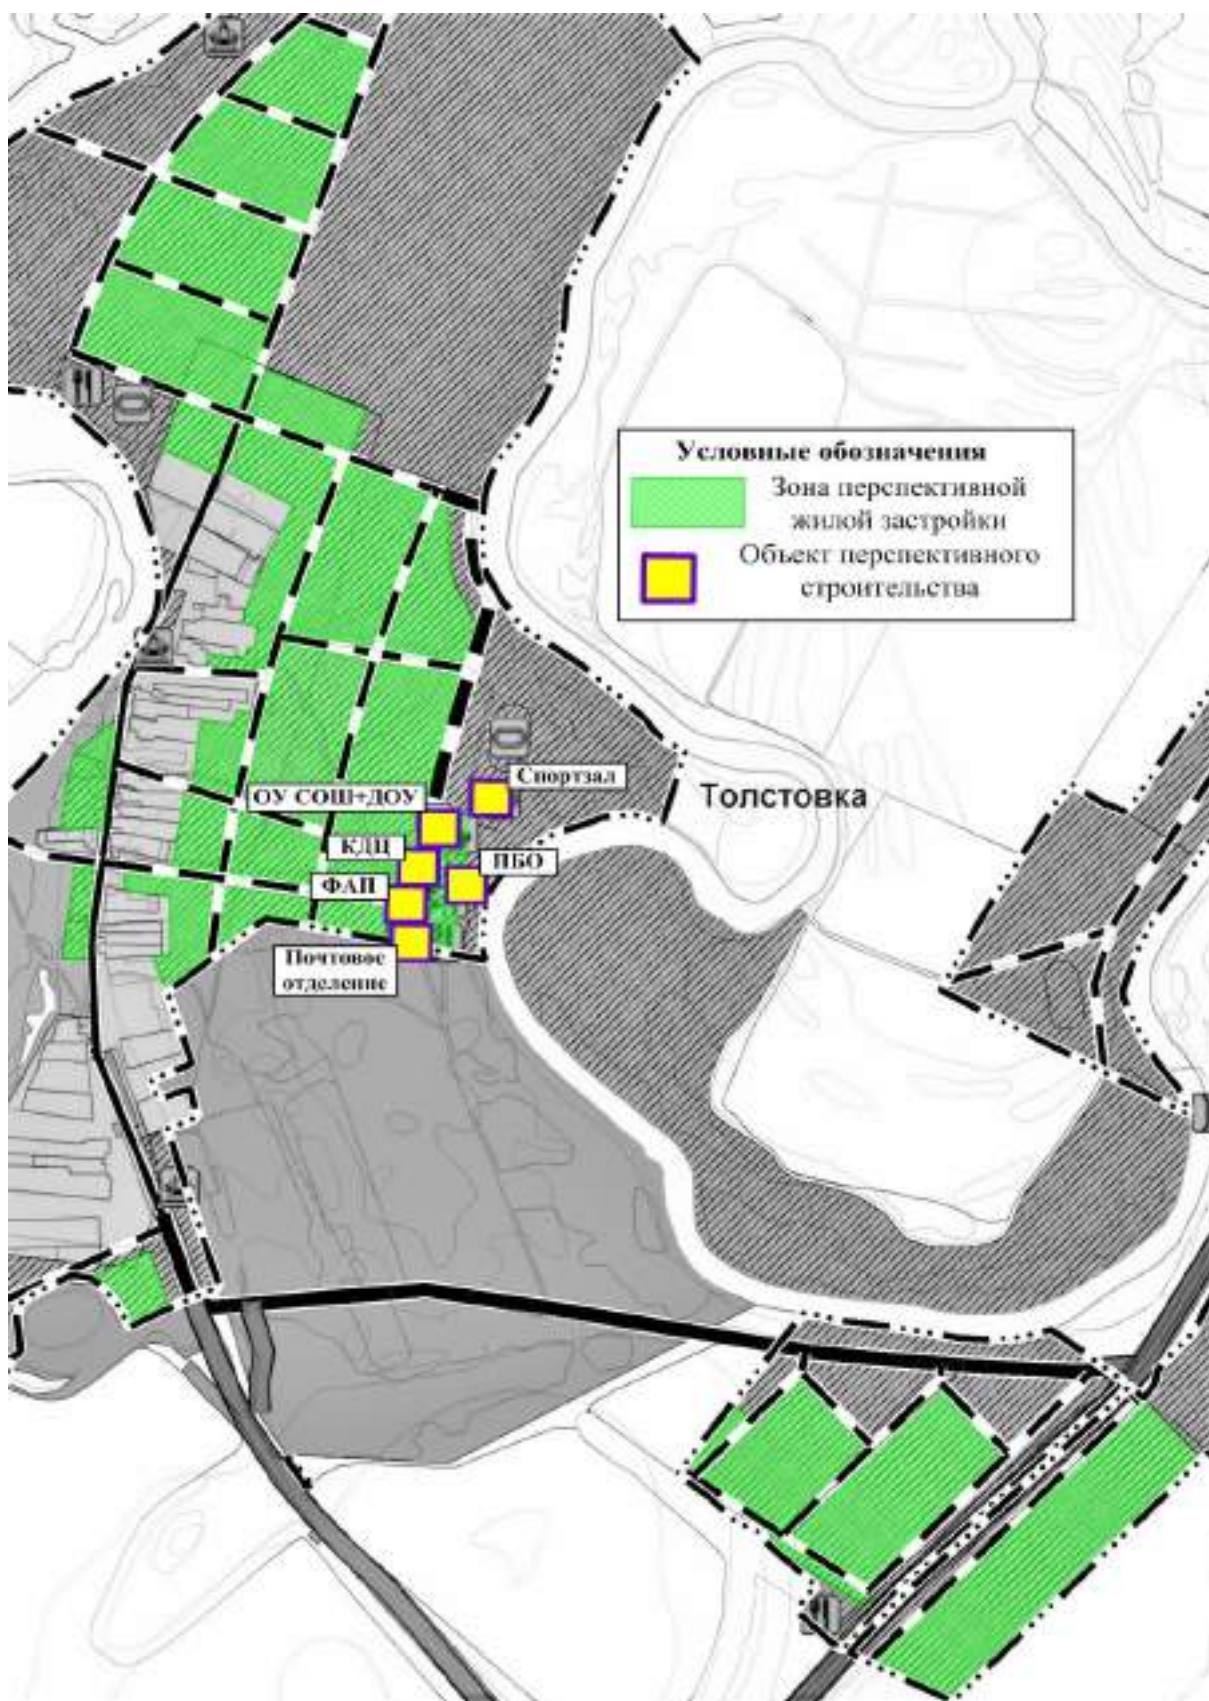 Условные обозначения
Зона перспективной
жилой застройки
Объект перспективного
строительства
Спортзал
ОУ СОШ+ДОУ
Толстовка
КДЦ
ПБО
ФАП
Почтовое
отделение